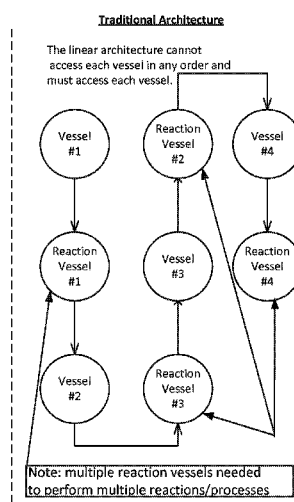 Traditional Architecture
The linear architecture cannot
access each vessel in any order and
must access each vessel.
Vessel
#1
Reaction
Vessel
#2
Vessel
#4
Reaction
Vessel
#1
Vessel
#3
Reaction
Vessel
#4
Vessel
#2
Reaction
Vessel
#3
Note: multiple reaction vessels needed
to perform multiple reactions/processes